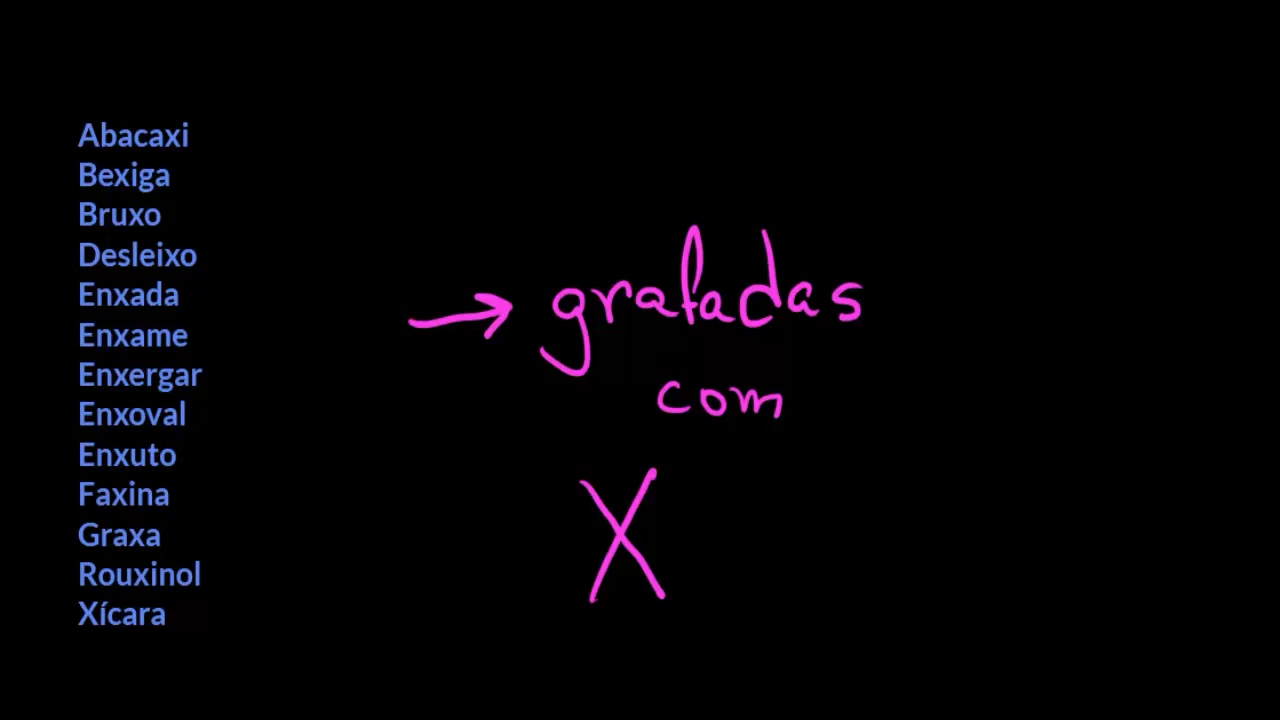 Abacaxi
Bexiga
Bruxo
Desleixo
Enxada
Enxame
Enxergar
Enxoval
Enxuto
Faxina
Graxa
Rouxinol
Xícara
→ grafadas
com
X